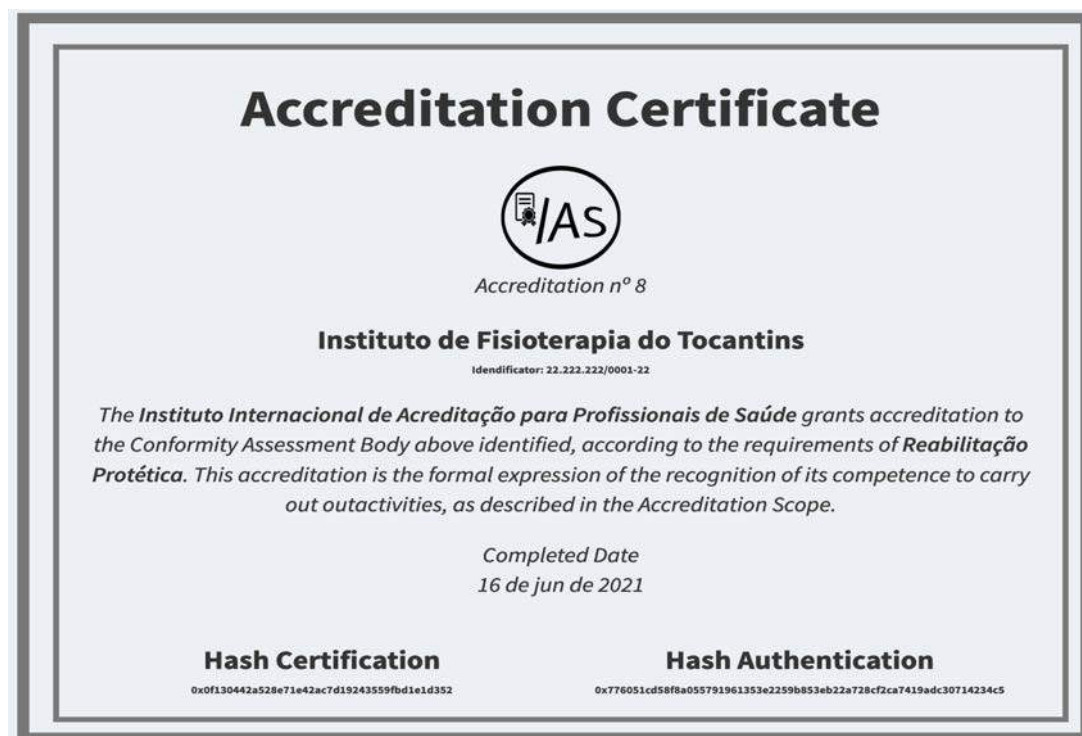 Accreditation Certificate
/As
Accreditation nº 8
Instituto de Fisioterapia do Tocantins
Idendificator: 22.222.222/0001-22
The Instituto Internacional de Acreditação para Profissionais de Saúde grants accreditation to
the Conformity Assessment Body above identified, according to the requirements of Reabilitação
Protética. This accreditation is the formal expression of the recognition of its competence to carry
out outactivities, as described in the Accreditation Scope.
Completed Date
16 de jun de 2021
Hash Certification
Hash Authentication
0x0f130442a528e71e42ac7d19243559fbd1e1d352
0x776051cd58f8a055791961353e2259b853eb22a728cf2ca7419adc30714234c5